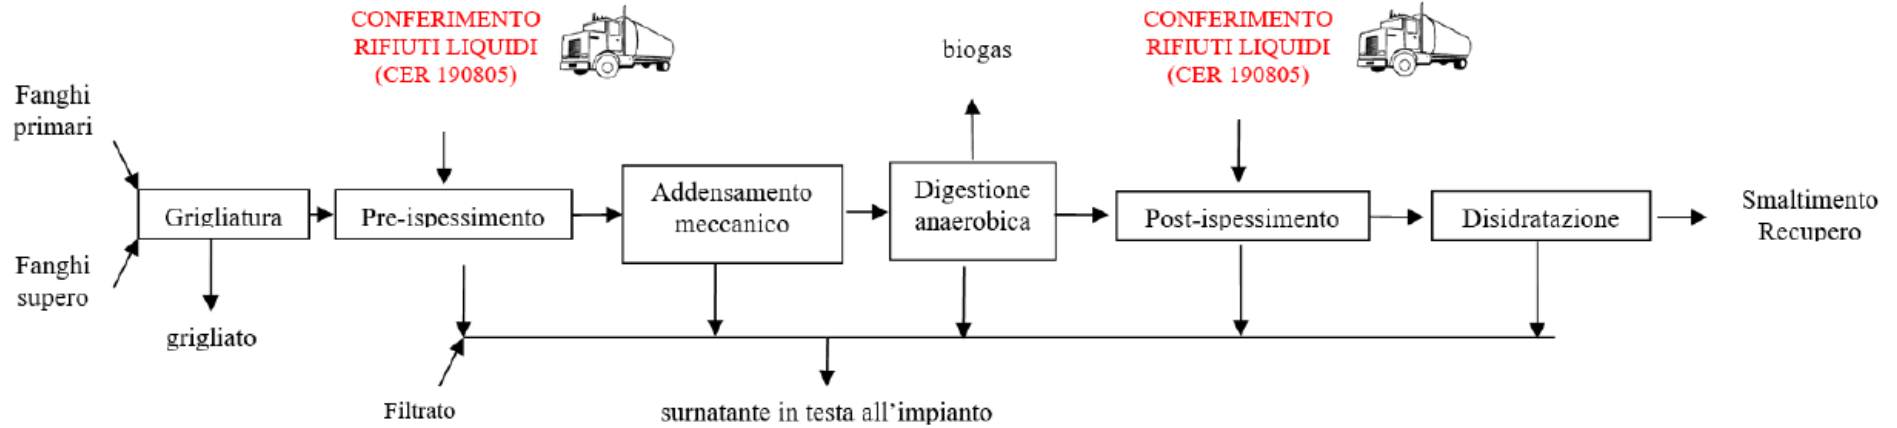 CONFERIMENTO
RIFIUTI LIQUIDI
(CER 190805)
biogas
CONFERIMENTO
RIFIUTI LIQUIDI
(CER 190805)
Fanghi
primari
Grigliatura
Pre-ispessimento
Addensamento
meccanico
Digestione
anaerobica
Post-ispessimento
Disidratazione
Smaltimento
Recupero
Fanghi
supero
grigliato
Filtrato
surnatante in testa all'impianto